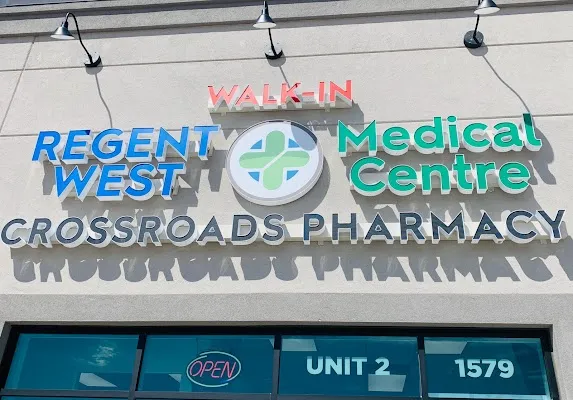 WALK-IN
REGENT WEST
Medical Centre
CROSSROADS PHARMACY
OPEN
UNIT 2
1579